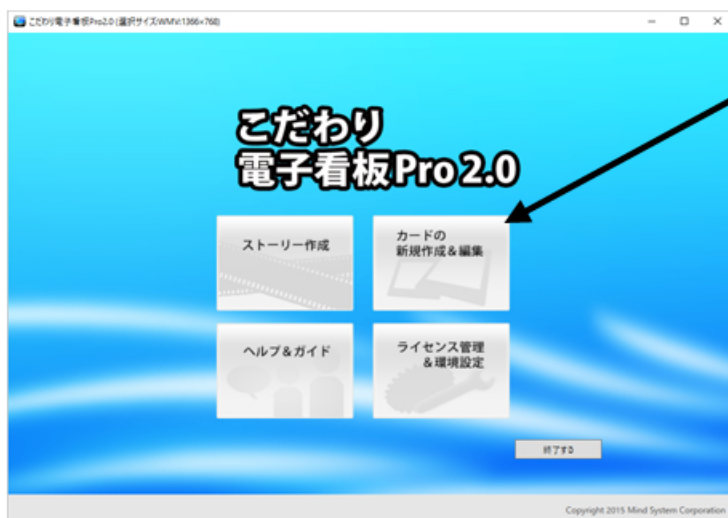 こだわり電子看板Pro2.0 (選択サイズ:WMV:1366×768)
こだわり
電子看板Pro 2.0
ストーリー作成
カードの
新規作成&編集
ヘルプ&ガイド
ライセンス管理
&環境設定
終了する
Copyright 2015 Mind System Corporation